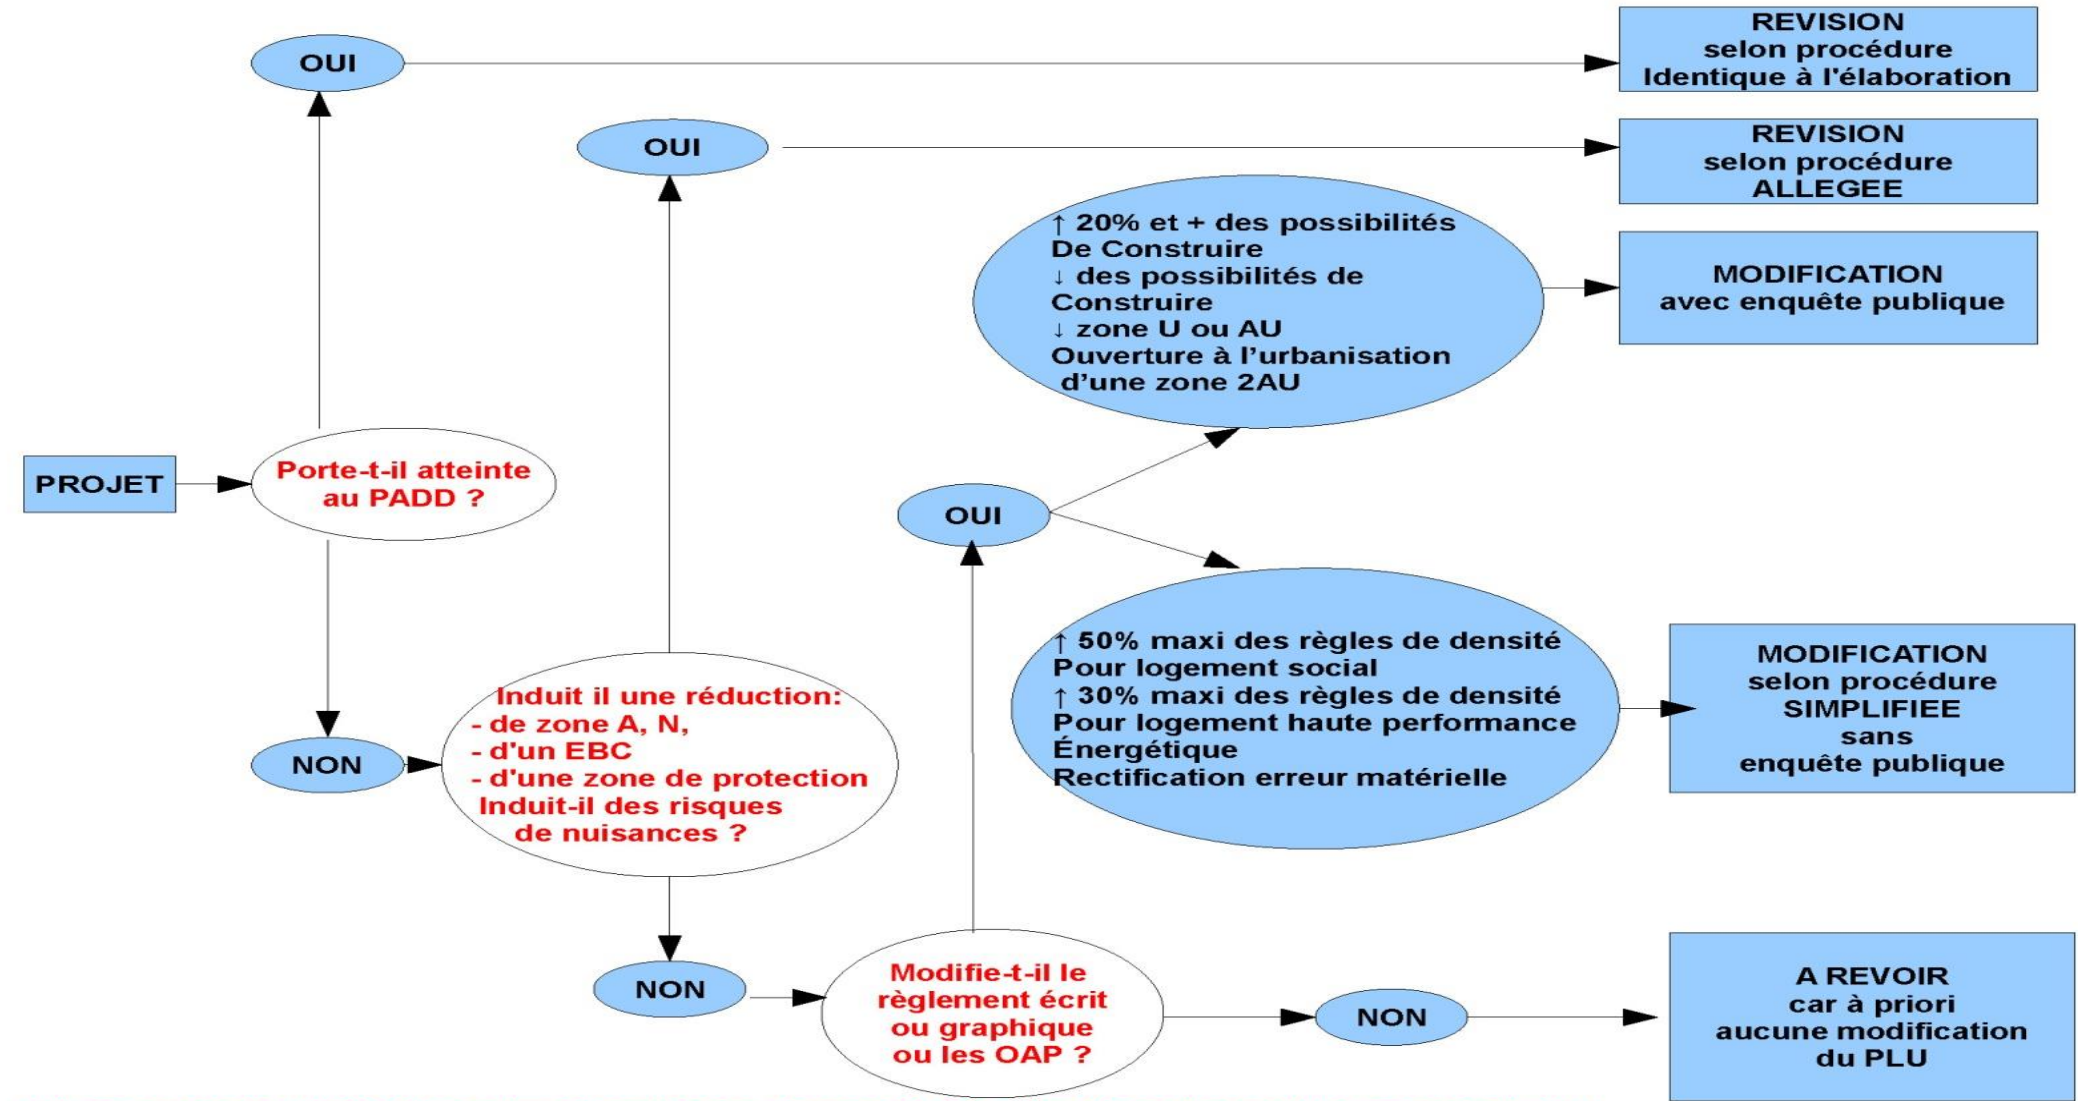 OUI
REVISION
selon procédure
Identique à l'élaboration
OUI
REVISION
selon procédure
ALLEGEE
↑ 20% et + des possibilités
De Construire
↓ des possibilités de
Construire
↓ zone U ou AU
Ouverture à l’urbanisation
d’une zone 2AU
MODIFICATION
avec enquête publique
PROJET
Porte-t-il atteinte
au PADD ?
OUI
↑ 50% maxi des règles de densité
Pour logement social
↑ 30% maxi des règles de densité
Pour logement haute performance
Énergétique
Rectification erreur matérielle
MODIFICATION
selon procédure
SIMPLIFIEE
sans
enquête publique
NON
Induit il une réduction:
- de zone A, N,
- d'un EBC
- d'une zone de protection
Induit-il des risques
de nuisances ?
NON
Modifie-t-il le
règlement écrit
ou graphique
ou les OAP ?
NON
A REVOIR
car à priori
aucune modification
du PLU